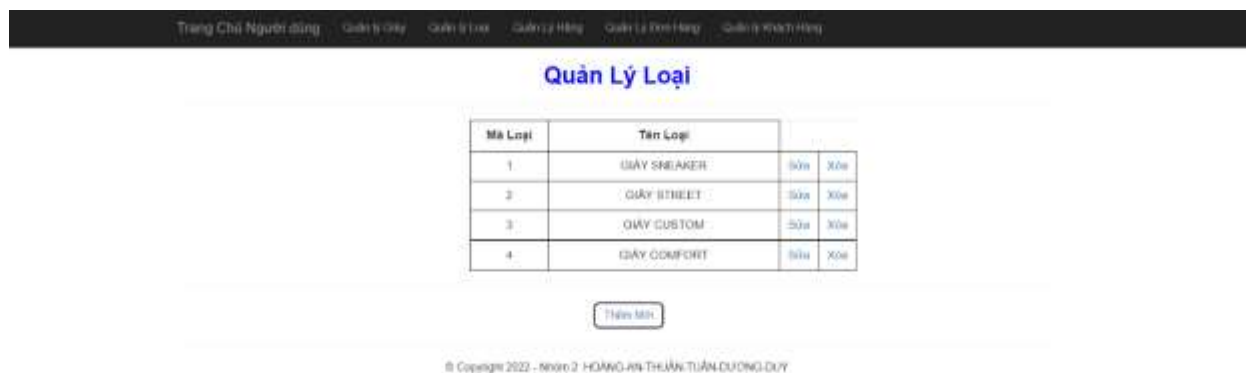 Trang Chủ Người dùng Quản lý Giày Quản lý Loại Quản Lý Hãng Quản Lý Đơn Hàng Quản lý Khách Hàng
Quản Lý Loại
Mã Loại Tên Loại
1 GIÀY SNEAKER Sửa Xóa
2 GIÀY STREET Sửa Xóa
3 GIÀY CUSTOM Sửa Xóa
4 GIÀY COMFORT Sửa Xóa
Thêm Mới
© Copyright 2022 - Nhóm 2 HOÀNG-AN-THUẬN-TUẤN-DƯƠNG-DUY